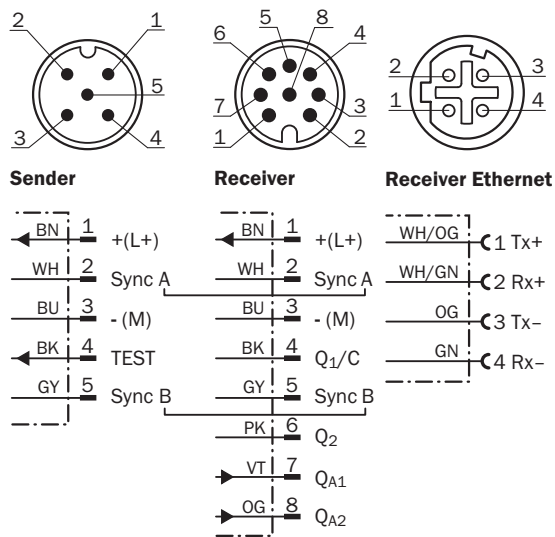 2 1
5
3 4
5 8
6 4
7 3
1 2
2 3
1 4
Sender
BN 1 +(L+)
WH 2 Sync A
BU 3 - (M)
BK 4 TEST
GY 5 Sync B
Receiver
BN 1 +(L+)
WH 2 Sync A
BU 3 - (M)
BK 4 Q1/C
GY 5 Sync B
PK 6 Q2
VT 7 QA1
OG 8 QA2
Receiver Ethernet
WH/OG 1 Tx+
WH/GN 2 Rx+
OG 3 Tx–
GN 4 Rx–